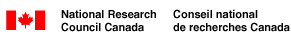 National Research
Council Canada
Conseil national
de recherches Canada